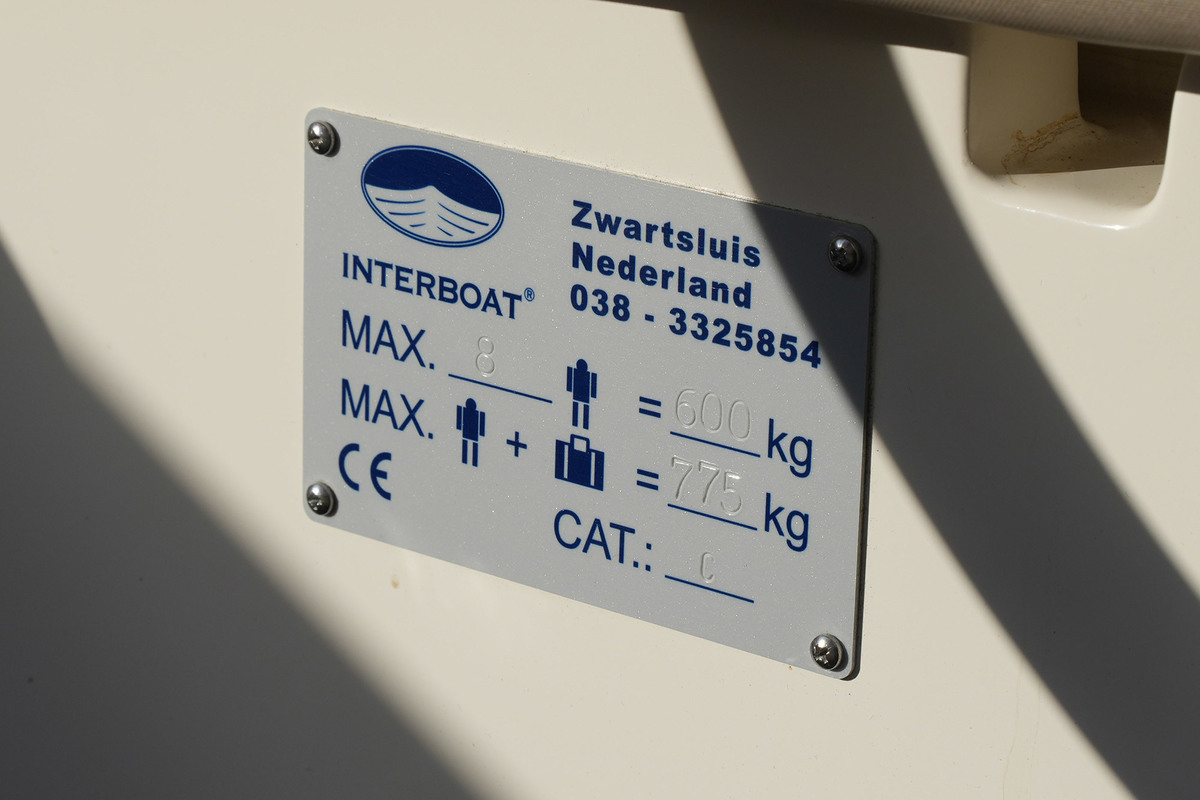 INTERBOAT®
Zwartsluis
Nederland
038 - 3325854
MAX. 8 = 600 kg
MAX. + = 775 kg
CE
CAT.: C